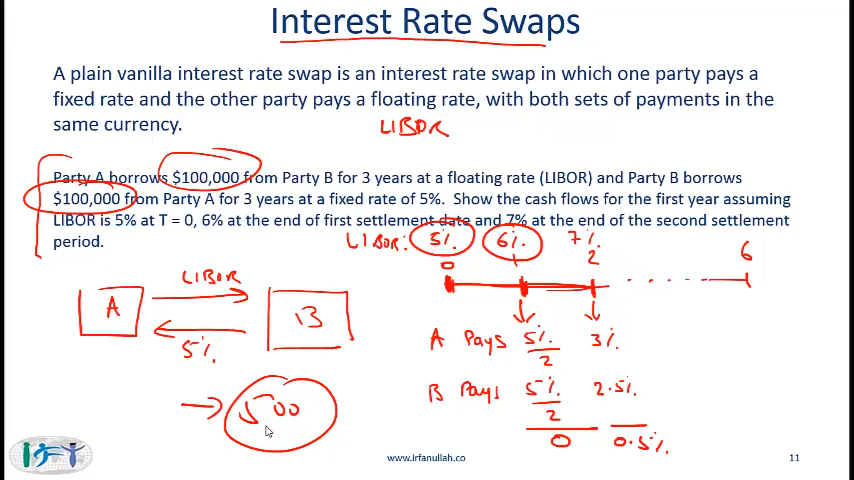 Interest Rate Swaps
A plain vanilla interest rate swap is an interest rate swap in which one party pays a
fixed rate and the other party pays a floating rate, with both sets of payments in the
same currency.
LIBOR
Party A borrows $100,000 from Party B for 3 years at a floating rate (LIBOR) and Party B borrows
$100,000 from Party A for 3 years at a fixed rate of 5%. Show the cash flows for the first year assuming
LIBOR is 5% at T = 0, 6% at the end of first settlement date and 7% at the end of the second settlement
period.
LIBOR: 5%. 6%. 7%.
0 1 2 6
LIBOR
A B
5%.
A Pays 5%/2 3%.
B Pays 5%/2 2.5%.
0 0.5%.
500
www.irfanullah.co
11